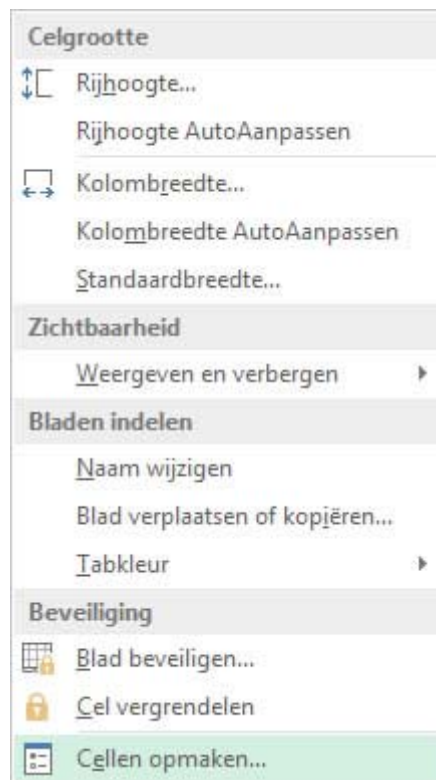 Celgrootte
Rijhoogte...
Rijhoogte AutoAanpassen
Kolombreedte...
Kolombreedte AutoAanpassen
Standaardbreedte...
Zichtbaarheid
Weergeven en verbergen
Bladen indelen
Naam wijzigen
Blad verplaatsen of kopiëren...
Tabkleur
Beveiliging
Blad beveiligen...
Cel vergrendelen
Cellen opmaken...